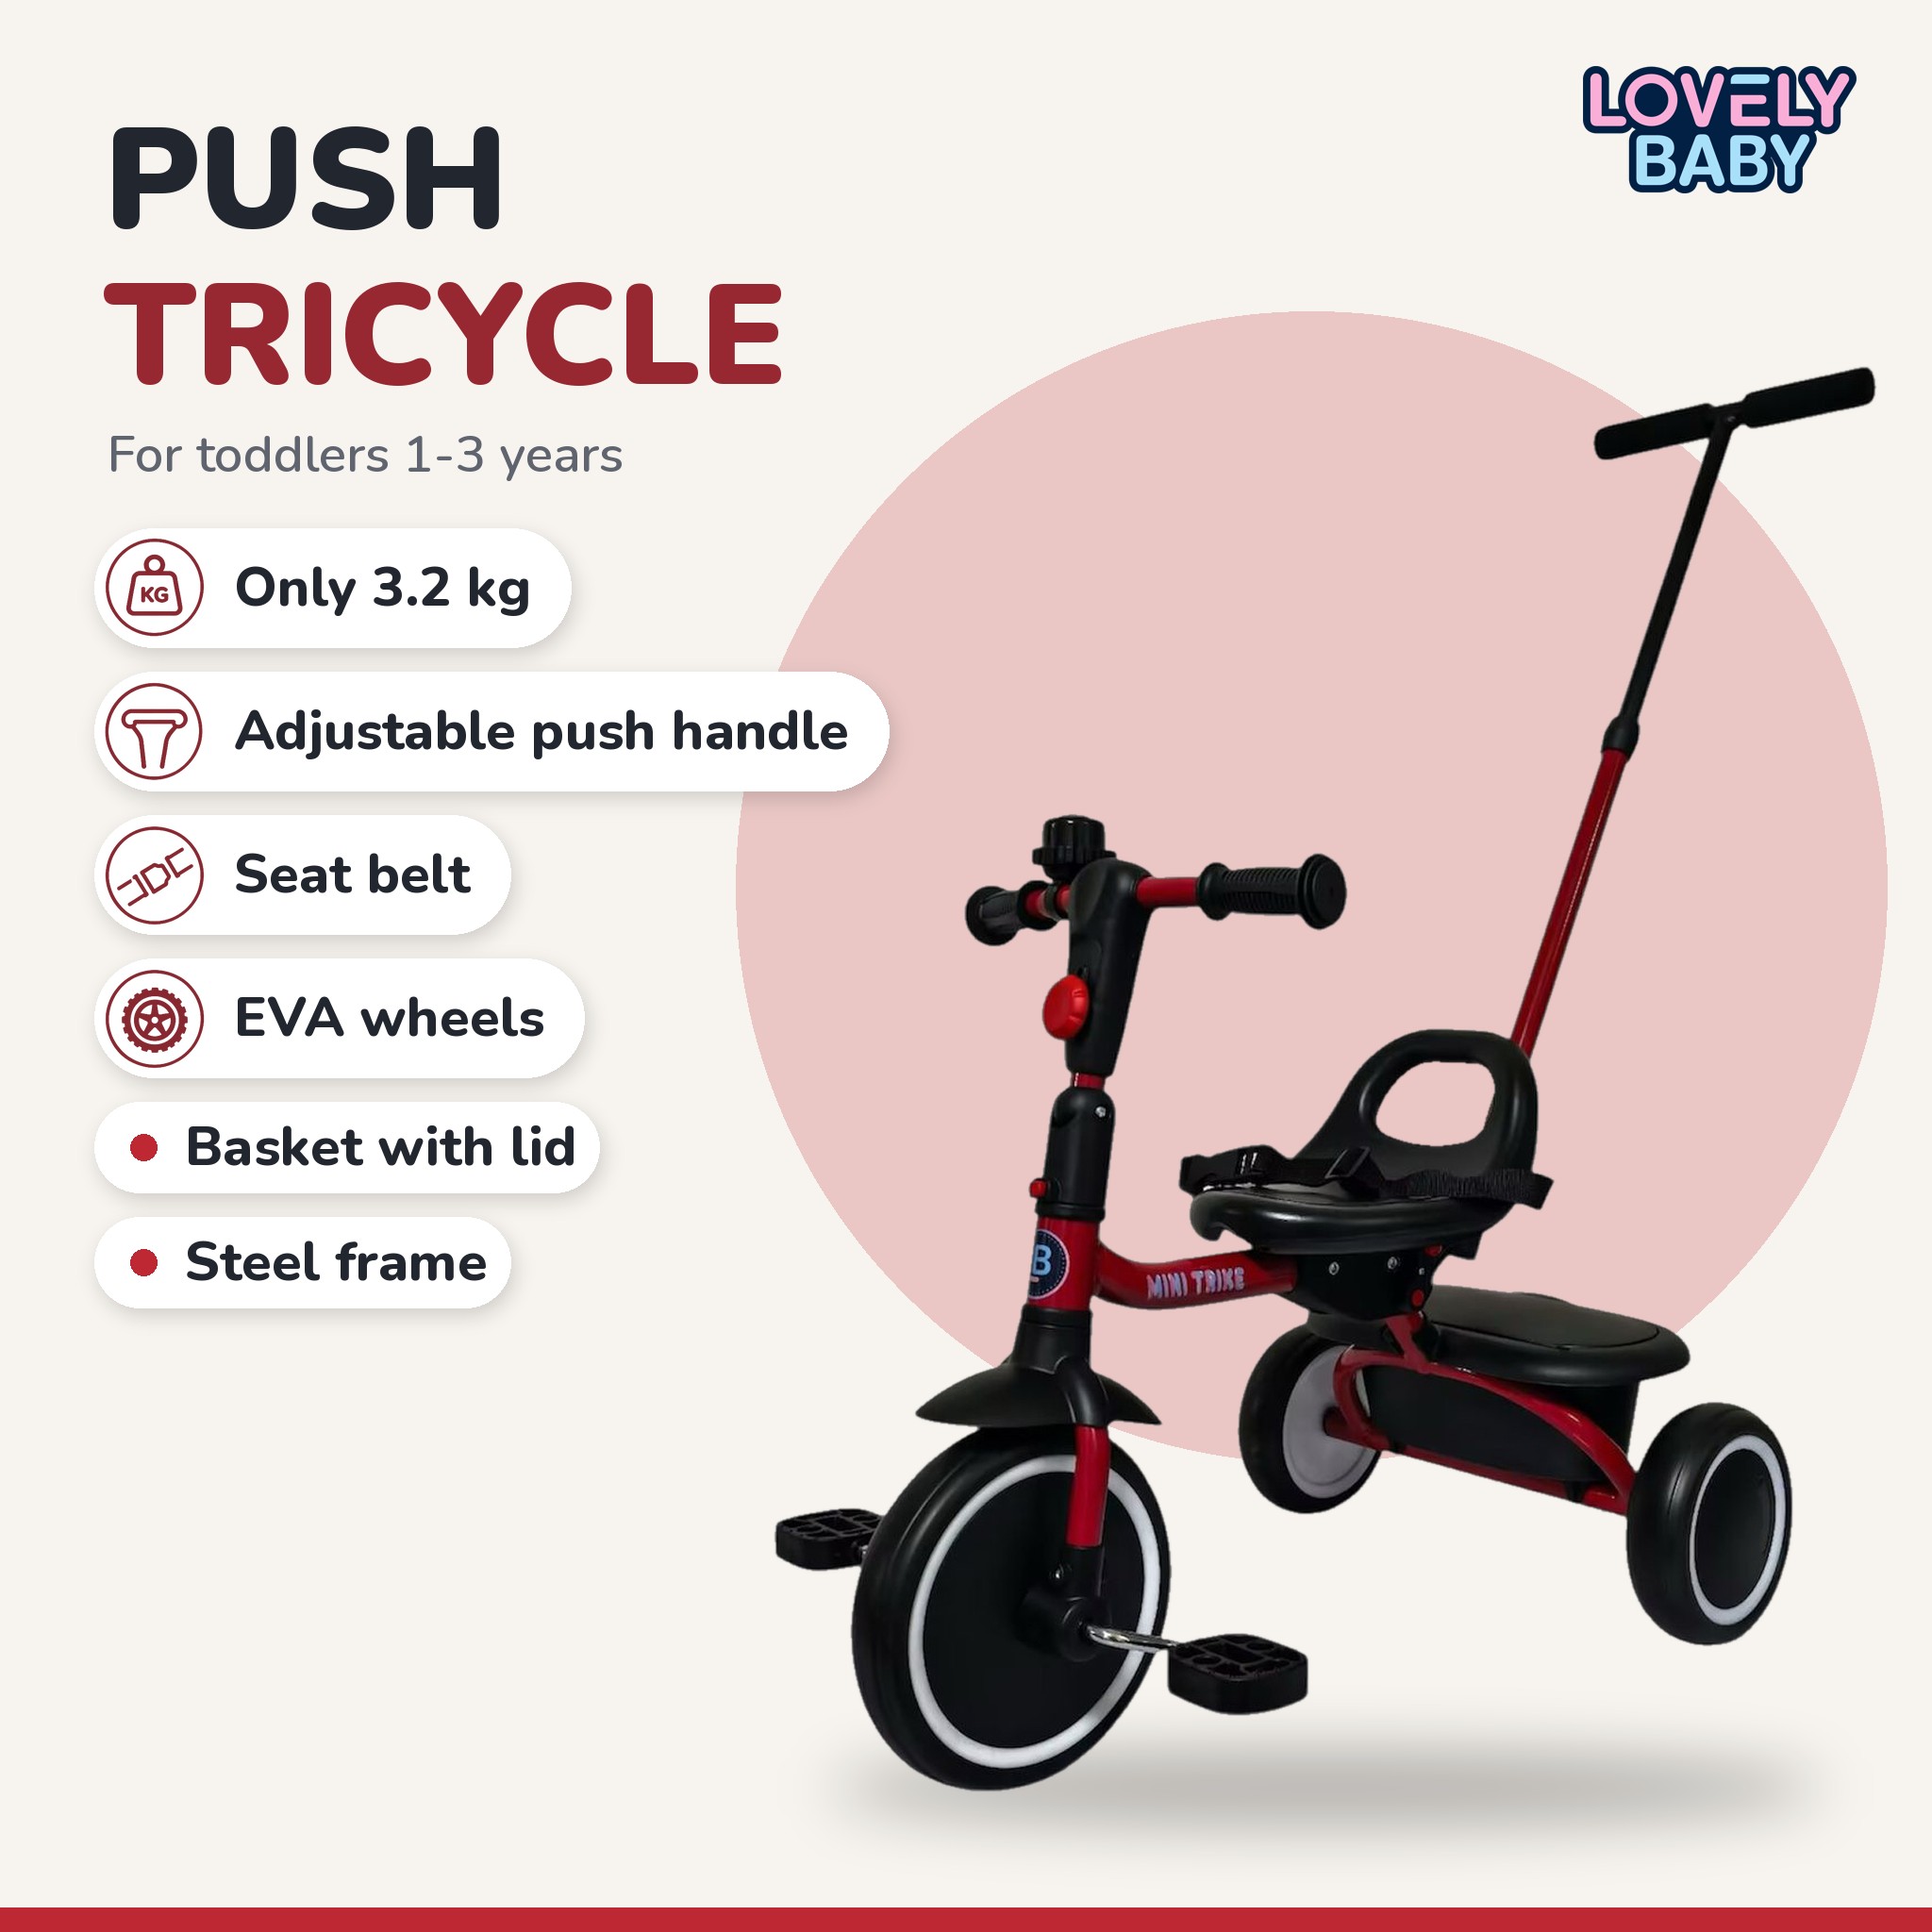 LOVELY
BABY
PUSH
TRICYCLE
For toddlers 1-3 years
KG
Only 3.2 kg
Adjustable push handle
Seat belt
EVA wheels
Basket with lid
Steel frame
B
MINI TRIKE